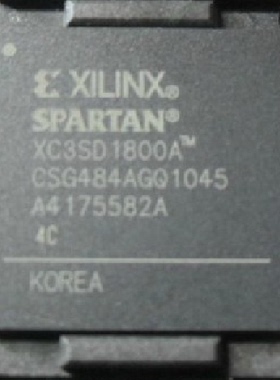 XILINX®
SPARTAN®
XC3SD1800A™
CSG484AGQ1045
A4175582A
4C
KOREA